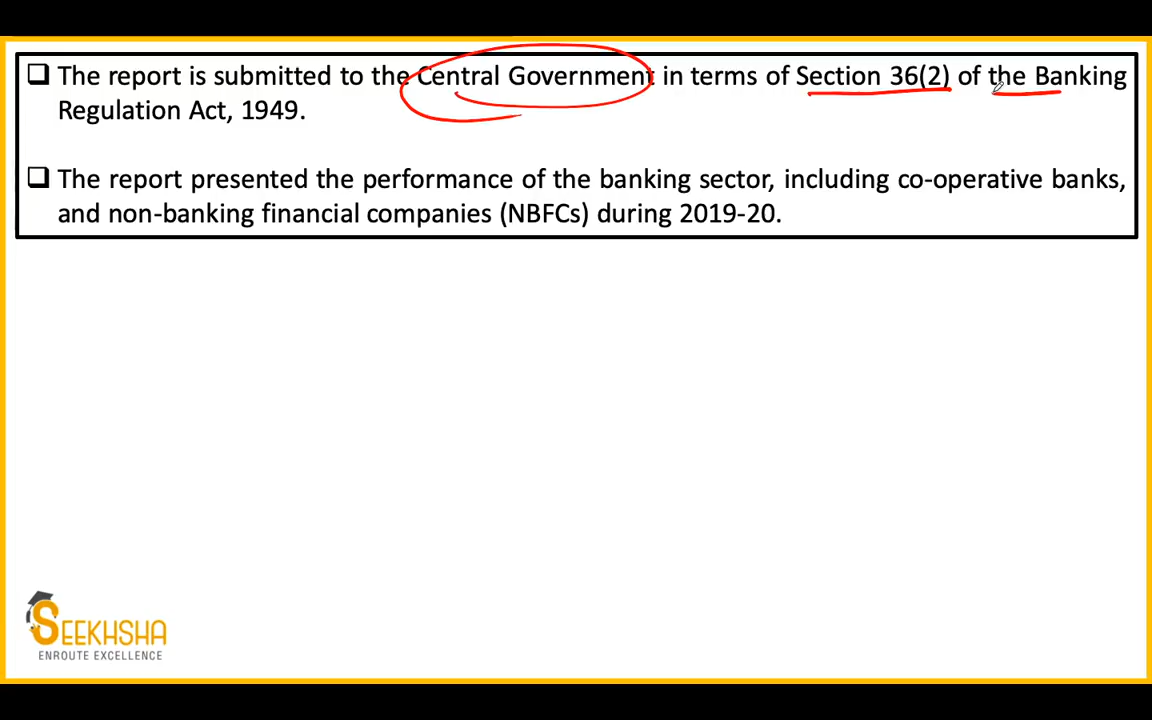 The report is submitted to the Central Government in terms of Section 36(2) of the Banking
Regulation Act, 1949.
The report presented the performance of the banking sector, including co-operative banks,
and non-banking financial companies (NBFCs) during 2019-20.
SEEKHSHA
ENROUTE EXCELLENCE